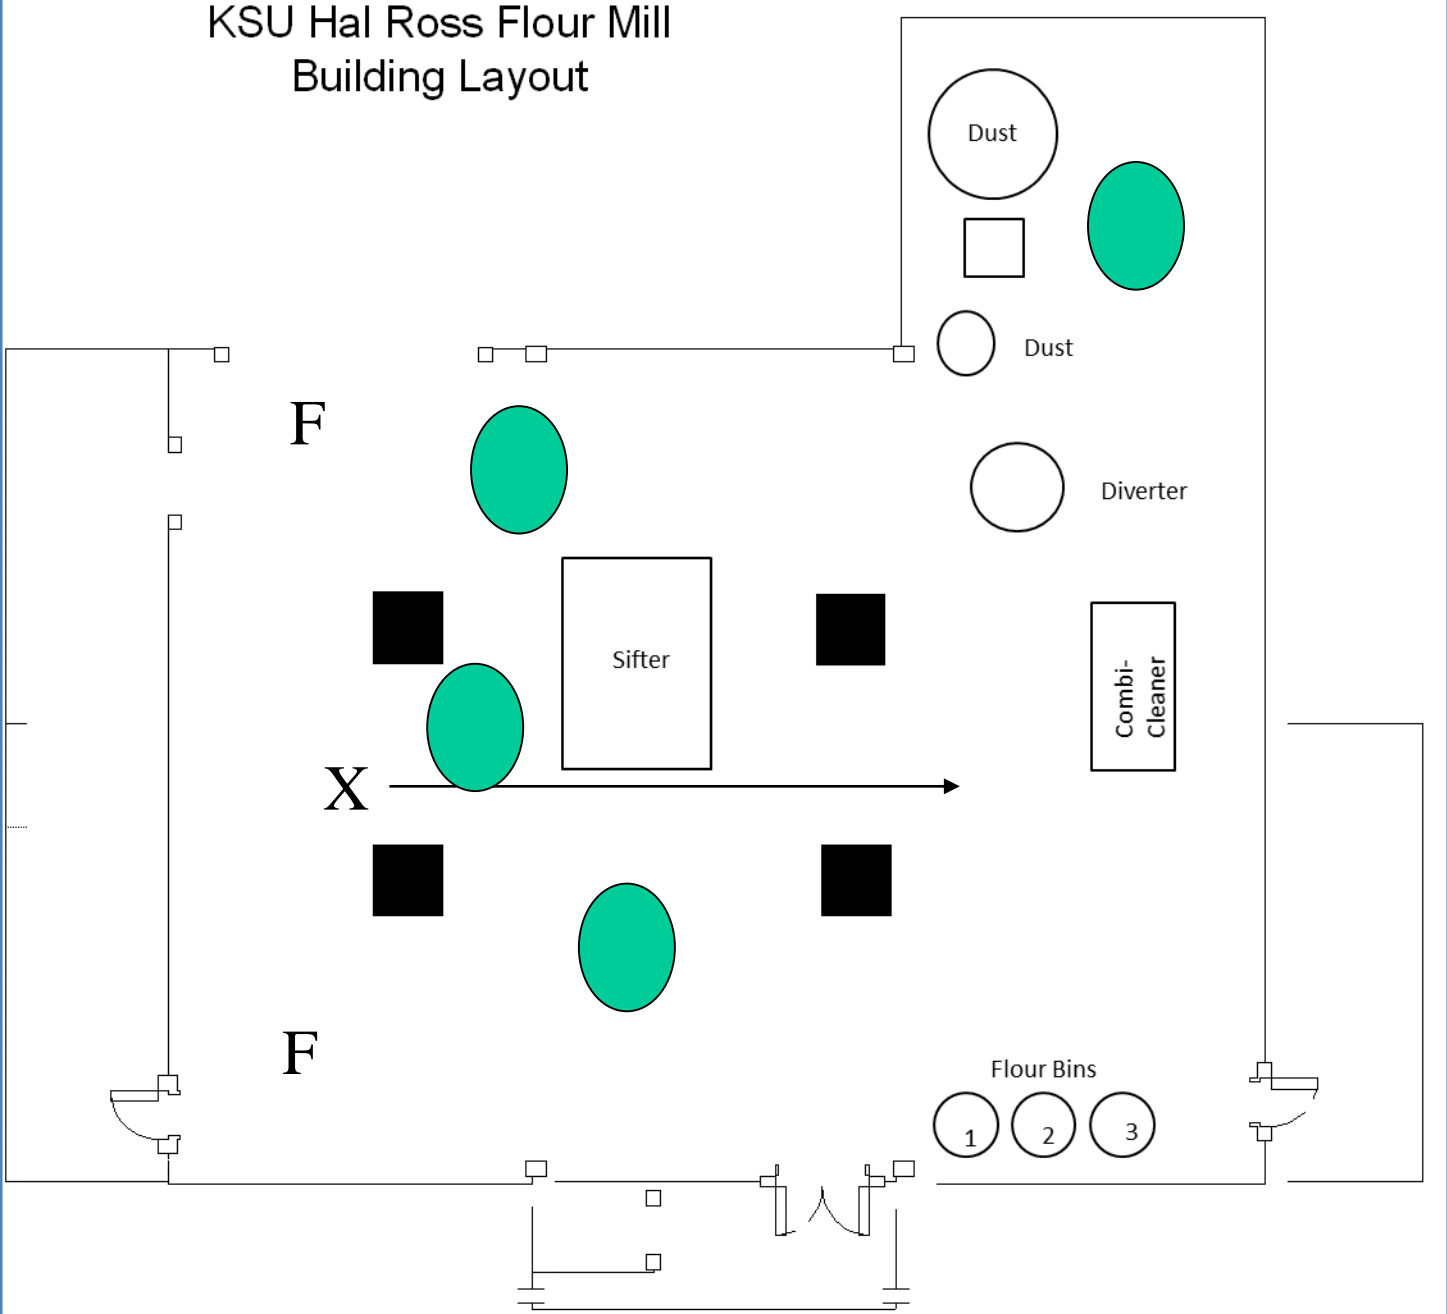 KSU Hal Ross Flour Mill
Building Layout
Dust
Dust
F
Diverter
Sifter
Combi-
Cleaner
X
F
Flour Bins
1 2 3